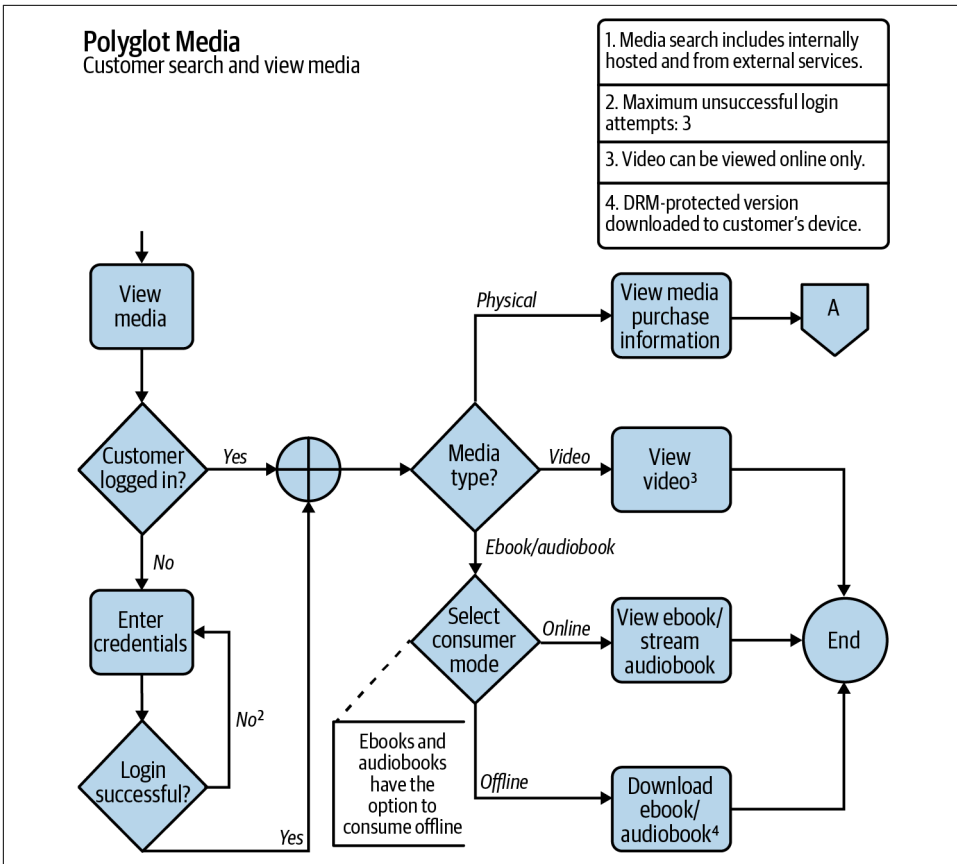 Polyglot Media
Customer search and view media
1. Media search includes internally
hosted and from external services.
2. Maximum unsuccessful login
attempts: 3
3. Video can be viewed online only.
4. DRM-protected version
downloaded to customer's device.
View
media
Physical
View media
purchase
information
A
Customer
logged in?
Yes
Media
type?
Video
View
video³
No
Ebook/audiobook
Enter
credentials
Select
consumer
mode
Online
View ebook/
stream
audiobook
End
No²
Login
successful?
Yes
Ebooks and
audiobooks
have the
option to
consume offline
Offline
Download
ebook/
audiobook⁴